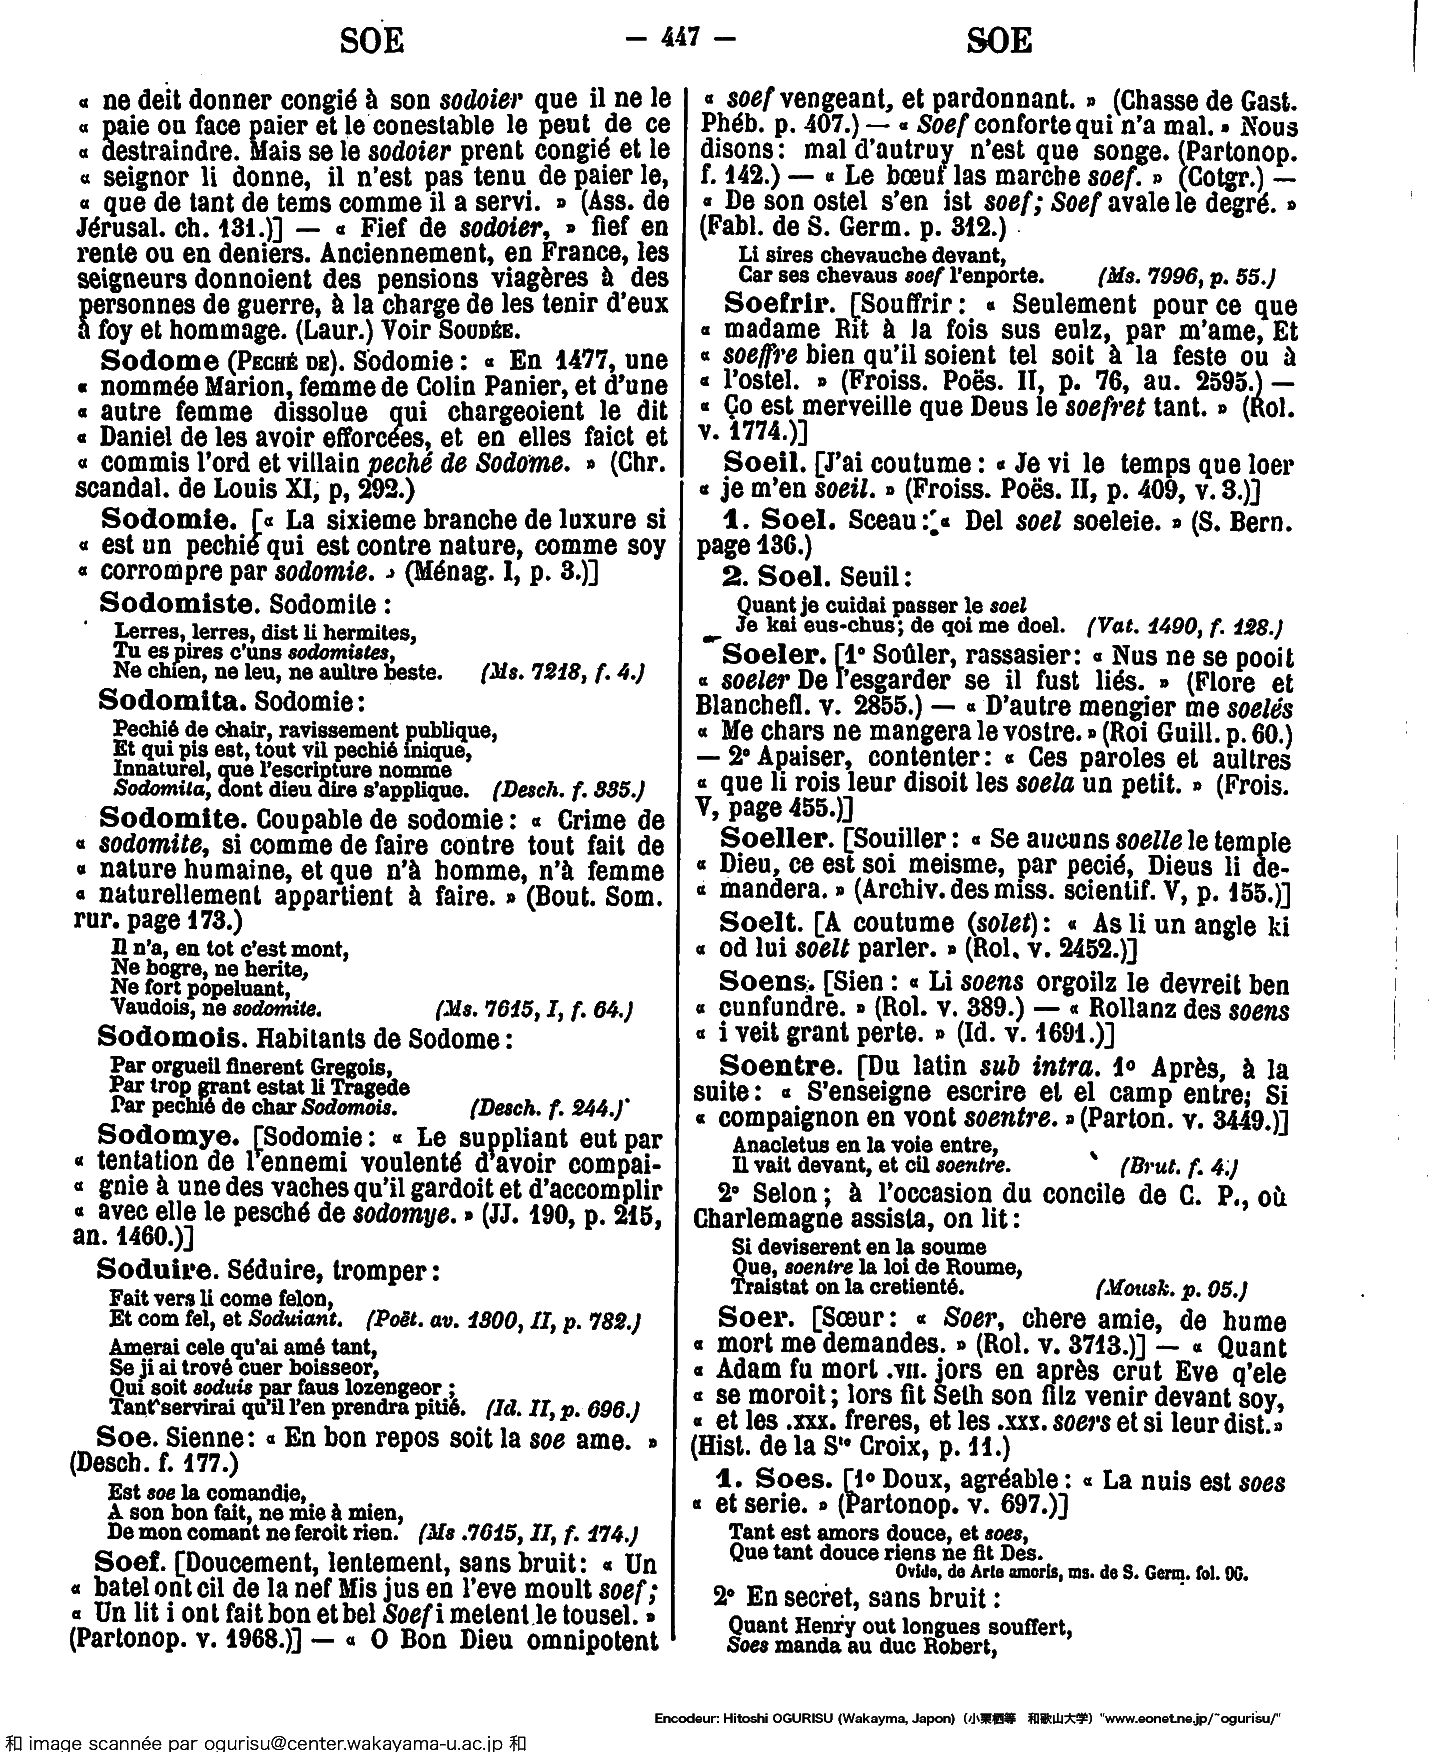 SOE — 447 — SOE
« ne deit donner congié à son sodoier que il ne le
« paie ou face paier et le conestable le peut de ce
« destraindre. Mais se le sodoier prent congié et le
« seignor li donne, il n'est pas tenu de paier le,
« que de tant de tems comme il a servi. » (Ass. de
Jérusal. ch. 131.)] — « Fief de sodoier, » fief en
rente ou en deniers. Anciennement, en France, les
seigneurs donnoient des pensions viagères à des
personnes de guerre, à la charge de les tenir d'eux
à foy et hommage. (Laur.) Voir SOUDÉE.
Sodome (PECHÉ DE). Sodomie : « En 1477, une
« nommée Marion, femme de Colin Panier, et d'une
« autre femme dissolue qui chargeoient le dit
« Daniel de les avoir efforcées, et en elles faict et
« commis l'ord et villain peché de Sodome. » (Chr.
scandal. de Louis XI, p, 292.)
Sodomie. [« La sixieme branche de luxure si
« est un pechié qui est contre nature, comme soy
« corrompre par sodomie. » (Ménag. I, p. 3.)]
Sodomiste. Sodomite :
Lerres, lerres, dist li hermites,
Tu es pires c'uns sodomistes,
Ne chien, ne leu, ne aultre beste. (Ms. 7218, f. 4.)
Sodomita. Sodomie :
Pechié de chair, ravissement publique,
Et qui pis est, tout vil pechié inique,
Innaturel, que l'escripture nomme
Sodomita, dont dieu dire s'applique. (Desch. f. 335.)
Sodomite. Coupable de sodomie : « Crime de
« sodomite, si comme de faire contre tout fait de
« nature humaine, et que n'à homme, n'à femme
« naturellement appartient à faire. » (Bout. Som.
rur. page 173.)
Il n'a, en tot c'est mont,
Ne bogre, ne herite,
Ne fort popeluant,
Vaudois, ne sodomite. (Ms. 7615, I, f. 64.)
Sodomois. Habitants de Sodome :
Par orgueil finerent Gregois,
Par trop grant estat li Tragede
Par pechié de char Sodomois. (Desch. f. 244.)
Sodomye. [Sodomie : « Le suppliant eut par
« tentation de l'ennemi voulenté d'avoir compai-
« gnie à une des vaches qu'il gardoit et d'accomplir
« avec elle le pesché de sodomye. » (JJ. 190, p. 215,
an. 1460.)]
Soduire. Séduire, tromper :
Fait vers li come felon,
Et com fel, et Soduiant. (Poët. av. 1300, II, p. 782.)
Amerai cele qu'ai amé tant,
Se ji ai trové cuer boisseor,
Qui soit soduis par faus lozengeor ;
Tant servirai qu'il l'en prendra pitié. (Id. II, p. 696.)
Soe. Sienne : « En bon repos soit la soe ame. »
(Desch. f. 177.)
Est soe la comandie,
A son bon fait, ne mie à mien,
De mon comant ne feroit rien. (Ms .7615, II, f. 174.)
Soef. [Doucement, lentement, sans bruit : « Un
« batel ont cil de la nef Mis jus en l'eve moult soef ;
« Un lit i ont fait bon et bel Soef i metent le tousel. »
(Partonop. v. 1968.)] — « O Bon Dieu omnipotent
« soef vengeant, et pardonnant. » (Chasse de Gast.
Phéb. p. 407.) — « Soef conforte qui n'a mal. » Nous
disons : mal d'autruy n'est que songe. (Partonop.
f. 142.) — « Le bœuf las marche soef. » (Cotgr.) —
« De son ostel s'en ist soef ; Soef avale le degré. »
(Fabl. de S. Germ. p. 312.)
Li sires chevauche devant,
Car ses chevaus soef l'enporte. (Ms. 7996, p. 55.)
Soefrir. [Souffrir : « Seulement pour ce que
« madame Rit à la fois sus eulz, par m'ame, Et
« soeffre bien qu'il soient tel soit à la feste ou à
« l'ostel. » (Froiss. Poës. II, p. 76, au. 2595.) —
« Ço est merveille que Deus le soefret tant. » (Rol.
v. 1774.)]
Soeil. [J'ai coutume : « Je vi le temps que loer
« je m'en soeil. » (Froiss. Poës. II, p. 409, v. 3.)]
1. Soel. Sceau : « Del soel soeleie. » (S. Bern.
page 136.)
2. Soel. Seuil :
Quant je cuidai passer le soel
Je kai eus-chus ; de qoi me doel. (Vat. 1490, f. 128.)
Soeler. [1° Soûler, rassasier : « Nus ne se pooit
« soeler De l'esgarder se il fust liés. » (Flore et
Blanchefl. v. 2855.) — « D'autre mengier me soelés
« Me chars ne mangera le vostre. » (Roi Guill. p. 60.)
— 2° Apaiser, contenter : « Ces paroles et aultres
« que li rois leur disoit les soela un petit. » (Frois.
V, page 455.)]
Soeller. [Souiller : « Se aucuns soelle le temple
« Dieu, ce est soi meisme, par pecié, Dieus li de-
« mandera. » (Archiv. des miss. scientif. V, p. 155.)]
Soelt. [A coutume (solet) : « As li un angle ki
« od lui soelt parler. » (Rol. v. 2452.)]
Soens. [Sien : « Li soens orgoilz le devreit ben
« cunfundre. » (Rol. v. 389.) — « Rollanz des soens
« i veit grant perte. » (Id. v. 1691.)]
Soentre. [Du latin sub intra. 1° Après, à la
suite : « S'enseigne escrire et el camp entre; Si
« compaignon en vont soentre. » (Parton. v. 3449.)]
Anacletus en la voie entre,
Il vait devant, et cil soentre. (Brut. f. 4.)
2° Selon ; à l'occasion du concile de C. P., où
Charlemagne assista, on lit :
Si deviserent en la soume
Que, soentre la loi de Roume,
Traistat on la cretienté. (Mousk. p. 95.)
Soer. [Sœur : « Soer, chere amie, de hume
« mort me demandes. » (Rol. v. 3713.)] — « Quant
« Adam fu mort .VII. jors en après crut Eve q'ele
« se moroit ; lors fit Seth son filz venir devant soy,
« et les .XXX. freres, et les .XXX. soers et si leur dist. »
(Hist. de la Ste Croix, p. 11.)
1. Soes. [1° Doux, agréable : « La nuis est soes
« et serie. » (Partonop. v. 697.)]
Tant est amors douce, et soes,
Que tant douce riens ne fit Des.
Ovide, de Arte amoris, ms. de S. Germ. fol. 96.
2° En secret, sans bruit :
Quant Henry out longues souffert,
Soes manda au duc Robert,
Encodeur: Hitoshi OGURISU (Wakayma, Japon) (小栗栖等 和歌山大学) "www.eonet.ne.jp/~ogurisu/"
和 image scannée par ogurisu@center.wakayama-u.ac.jp 和